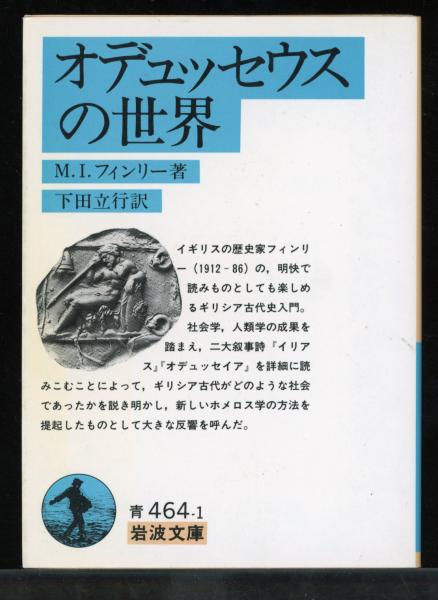 オデュッセウス
の世界
M.I.フィンリー著
下田立行訳
イギリスの歴史家フィンリ
ー(1912-86)の,明快で
読みものとしても楽しめ
るギリシア古代史入門。
社会学,人類学の成果を
踏まえ,二大叙事詩『イリア
ス』『オデュッセイア』を詳細に読
みこむことによって,ギリシア古代がどのような社会
であったかを説き明かし,新しいホメロス学の方法を
提起したものとして大きな反響を呼んだ。
青 464-1
岩波文庫